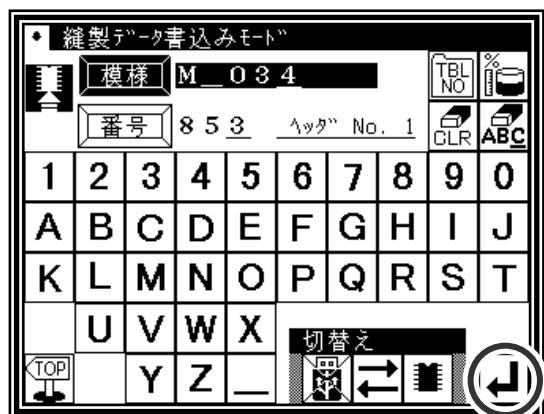 縫製ﾃﾞｰﾀ書込みﾓｰﾄﾞ
模様 M_034 TBL NO %
番号 853 ﾍｯﾀﾞ No. 1 CLR ABC
1 2 3 4 5 6 7 8 9 0
A B C D E F G H I J
K L M N O P Q R S T
U V W X 切替え
TOP Y Z _